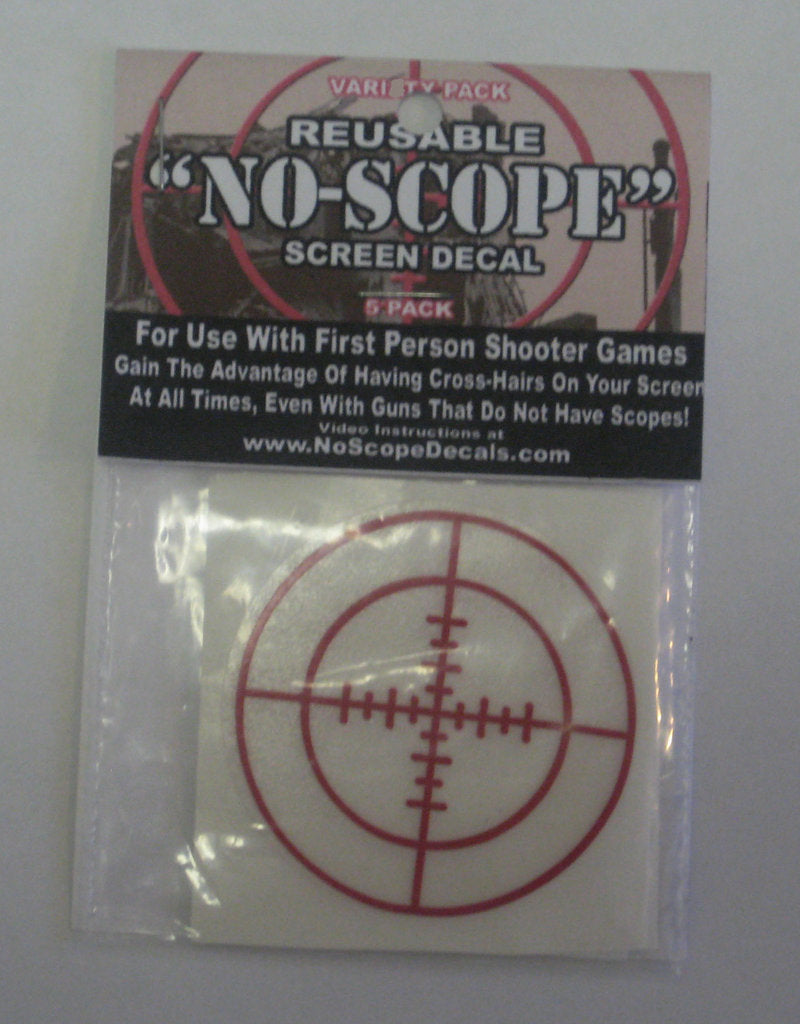 VARIETY PACK
REUSABLE
"NO-SCOPE"
SCREEN DECAL
5 PACK
For Use With First Person Shooter Games
Gain The Advantage Of Having Cross-Hairs On Your Screen
At All Times, Even With Guns That Do Not Have Scopes!
Video Instructions at
www.NoScopeDecals.com